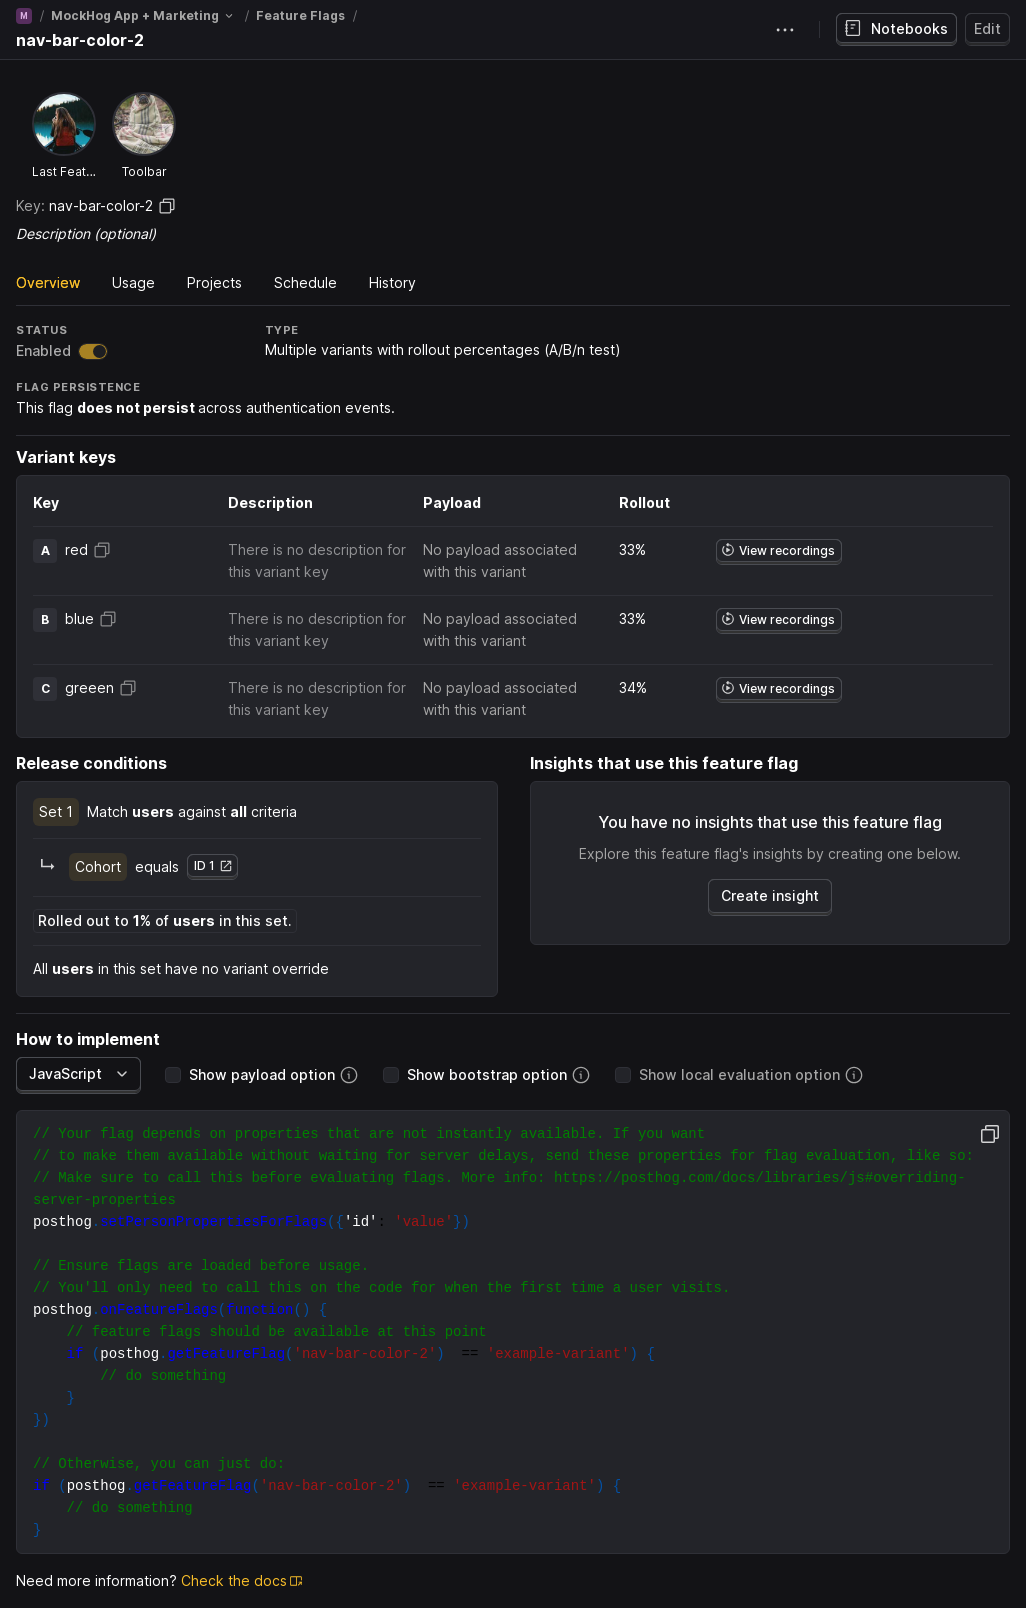 M / MockHog App + Marketing / Feature Flags /
nav-bar-color-2
Notebooks
Edit
Last Feat...
Toolbar
Key: nav-bar-color-2
Description (optional)
Overview
Usage
Projects
Schedule
History
STATUS
TYPE
Enabled
Multiple variants with rollout percentages (A/B/n test)
FLAG PERSISTENCE
This flag does not persist across authentication events.
Variant keys
Key
Description
Payload
Rollout
A red
There is no description for
this variant key
No payload associated
with this variant
33%
View recordings
B blue
There is no description for
this variant key
No payload associated
with this variant
33%
View recordings
C greeen
There is no description for
this variant key
No payload associated
with this variant
34%
View recordings
Release conditions
Set 1 Match users against all criteria
Cohort equals ID 1
Rolled out to 1% of users in this set.
All users in this set have no variant override
Insights that use this feature flag
You have no insights that use this feature flag
Explore this feature flag's insights by creating one below.
Create insight
How to implement
JavaScript
Show payload option
Show bootstrap option
Show local evaluation option
// Your flag depends on properties that are not instantly available. If you want
// to make them available without waiting for server delays, send these properties for flag evaluation, like so:
// Make sure to call this before evaluating flags. More info: https://posthog.com/docs/libraries/js#overriding-
server-properties
posthog.setPersonPropertiesForFlags({'id': 'value'})
// Ensure flags are loaded before usage.
// You'll only need to call this on the code for when the first time a user visits.
posthog.onFeatureFlags(function() {
    // feature flags should be available at this point
    if (posthog.getFeatureFlag('nav-bar-color-2')  == 'example-variant') {
        // do something
    }
})
// Otherwise, you can just do:
if (posthog.getFeatureFlag('nav-bar-color-2')  == 'example-variant') {
    // do something
}
Need more information? Check the docs